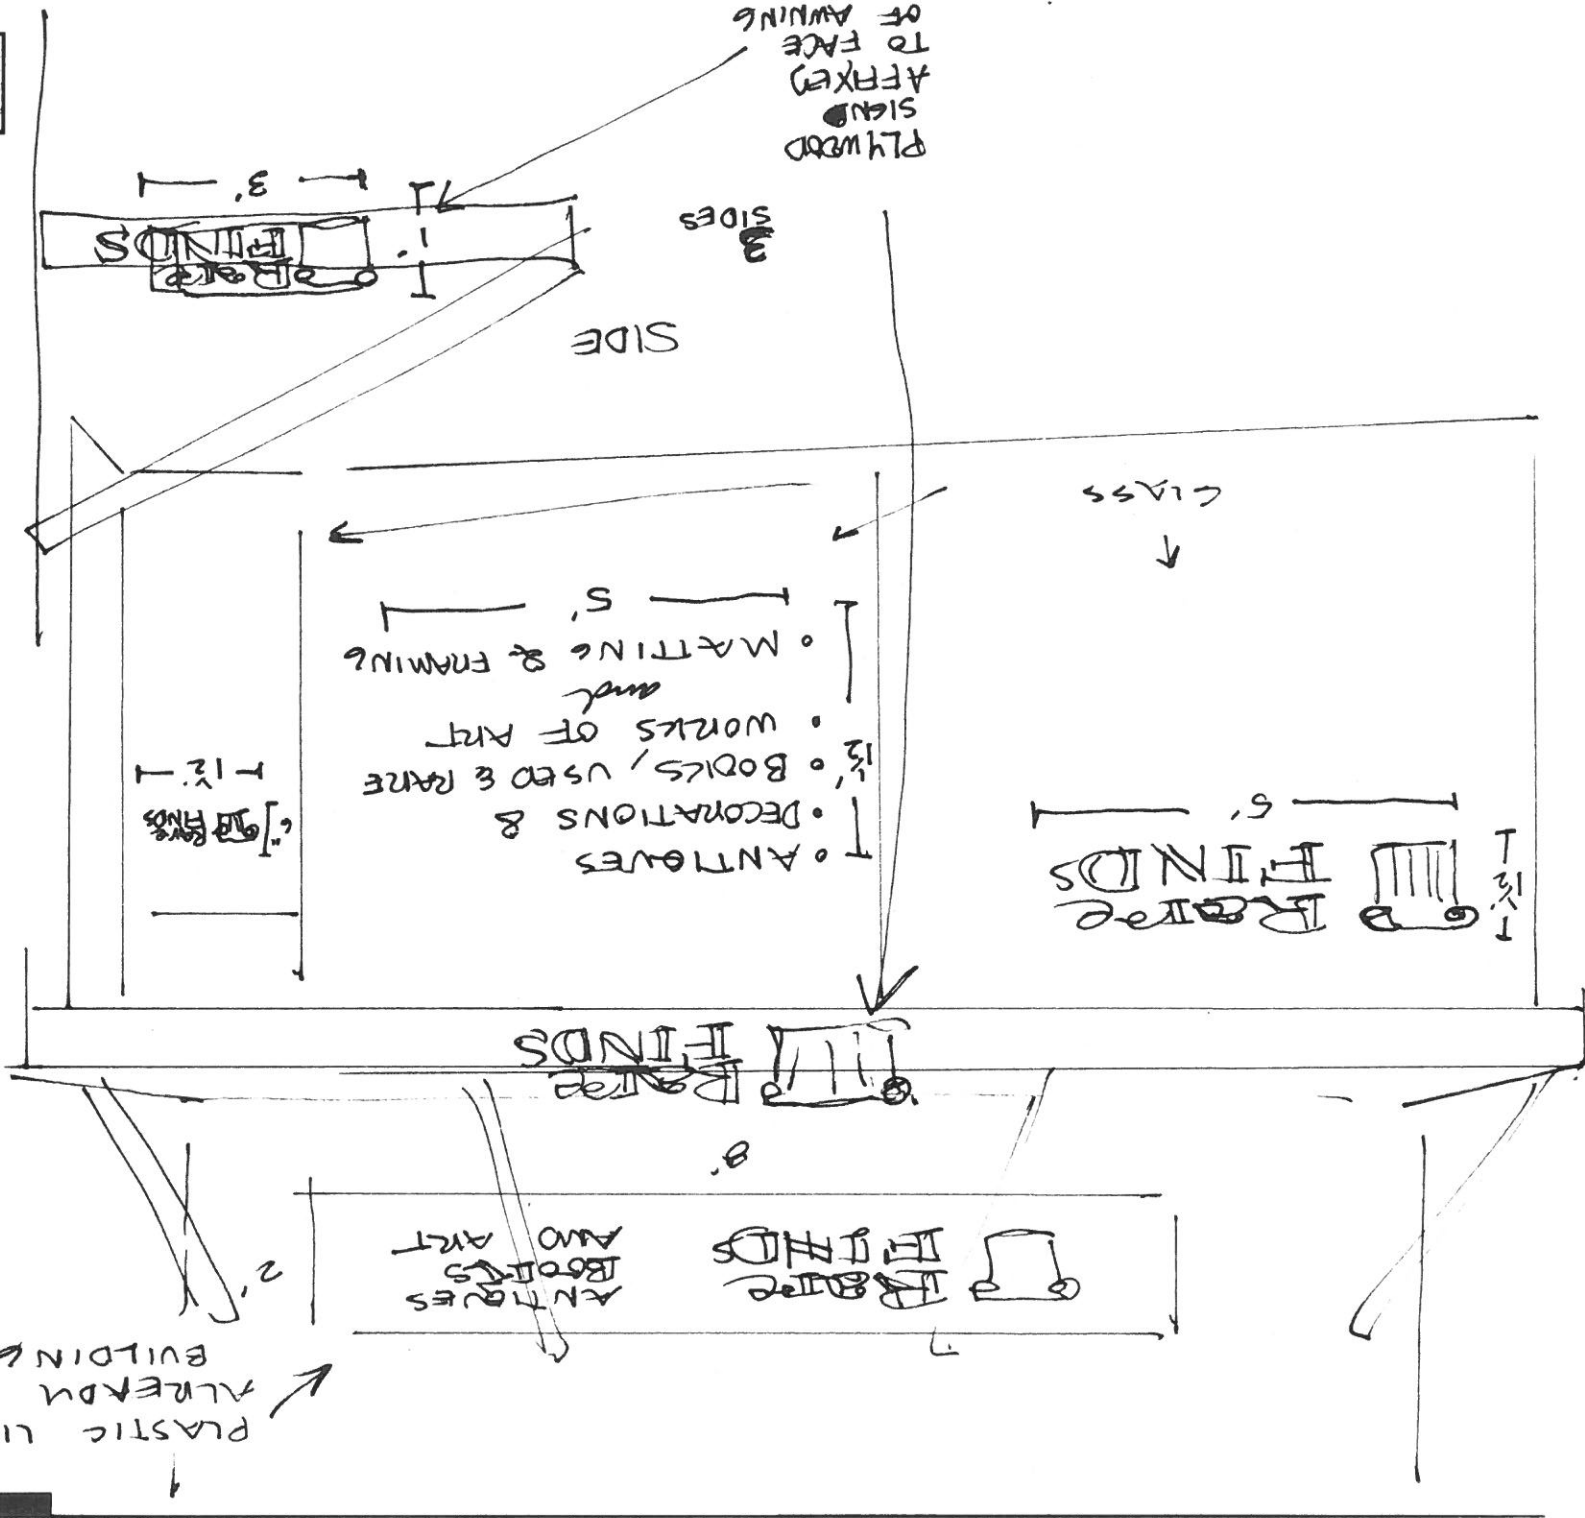 PLASTIC LI
ALREADY
BUILDING
2'
Rare
FINDS
ANTIQUES
BOOKS
AND ART
8'
Rare
FINDS
1½'
Rare
FINDS
5'
• ANTIQUES
• DECORATIONS &
• BOOKS, USED & RARE
• WORKS OF ART
and
• MATTING & FRAMING
1½'
5'
6"
Rare
FINDS
1½'
GLASS
SIDE
Rare
FINDS
1'
3'
3
SIDES
PLYWOOD
SIGN
AFFIXED
TO FACE
OF AWNING